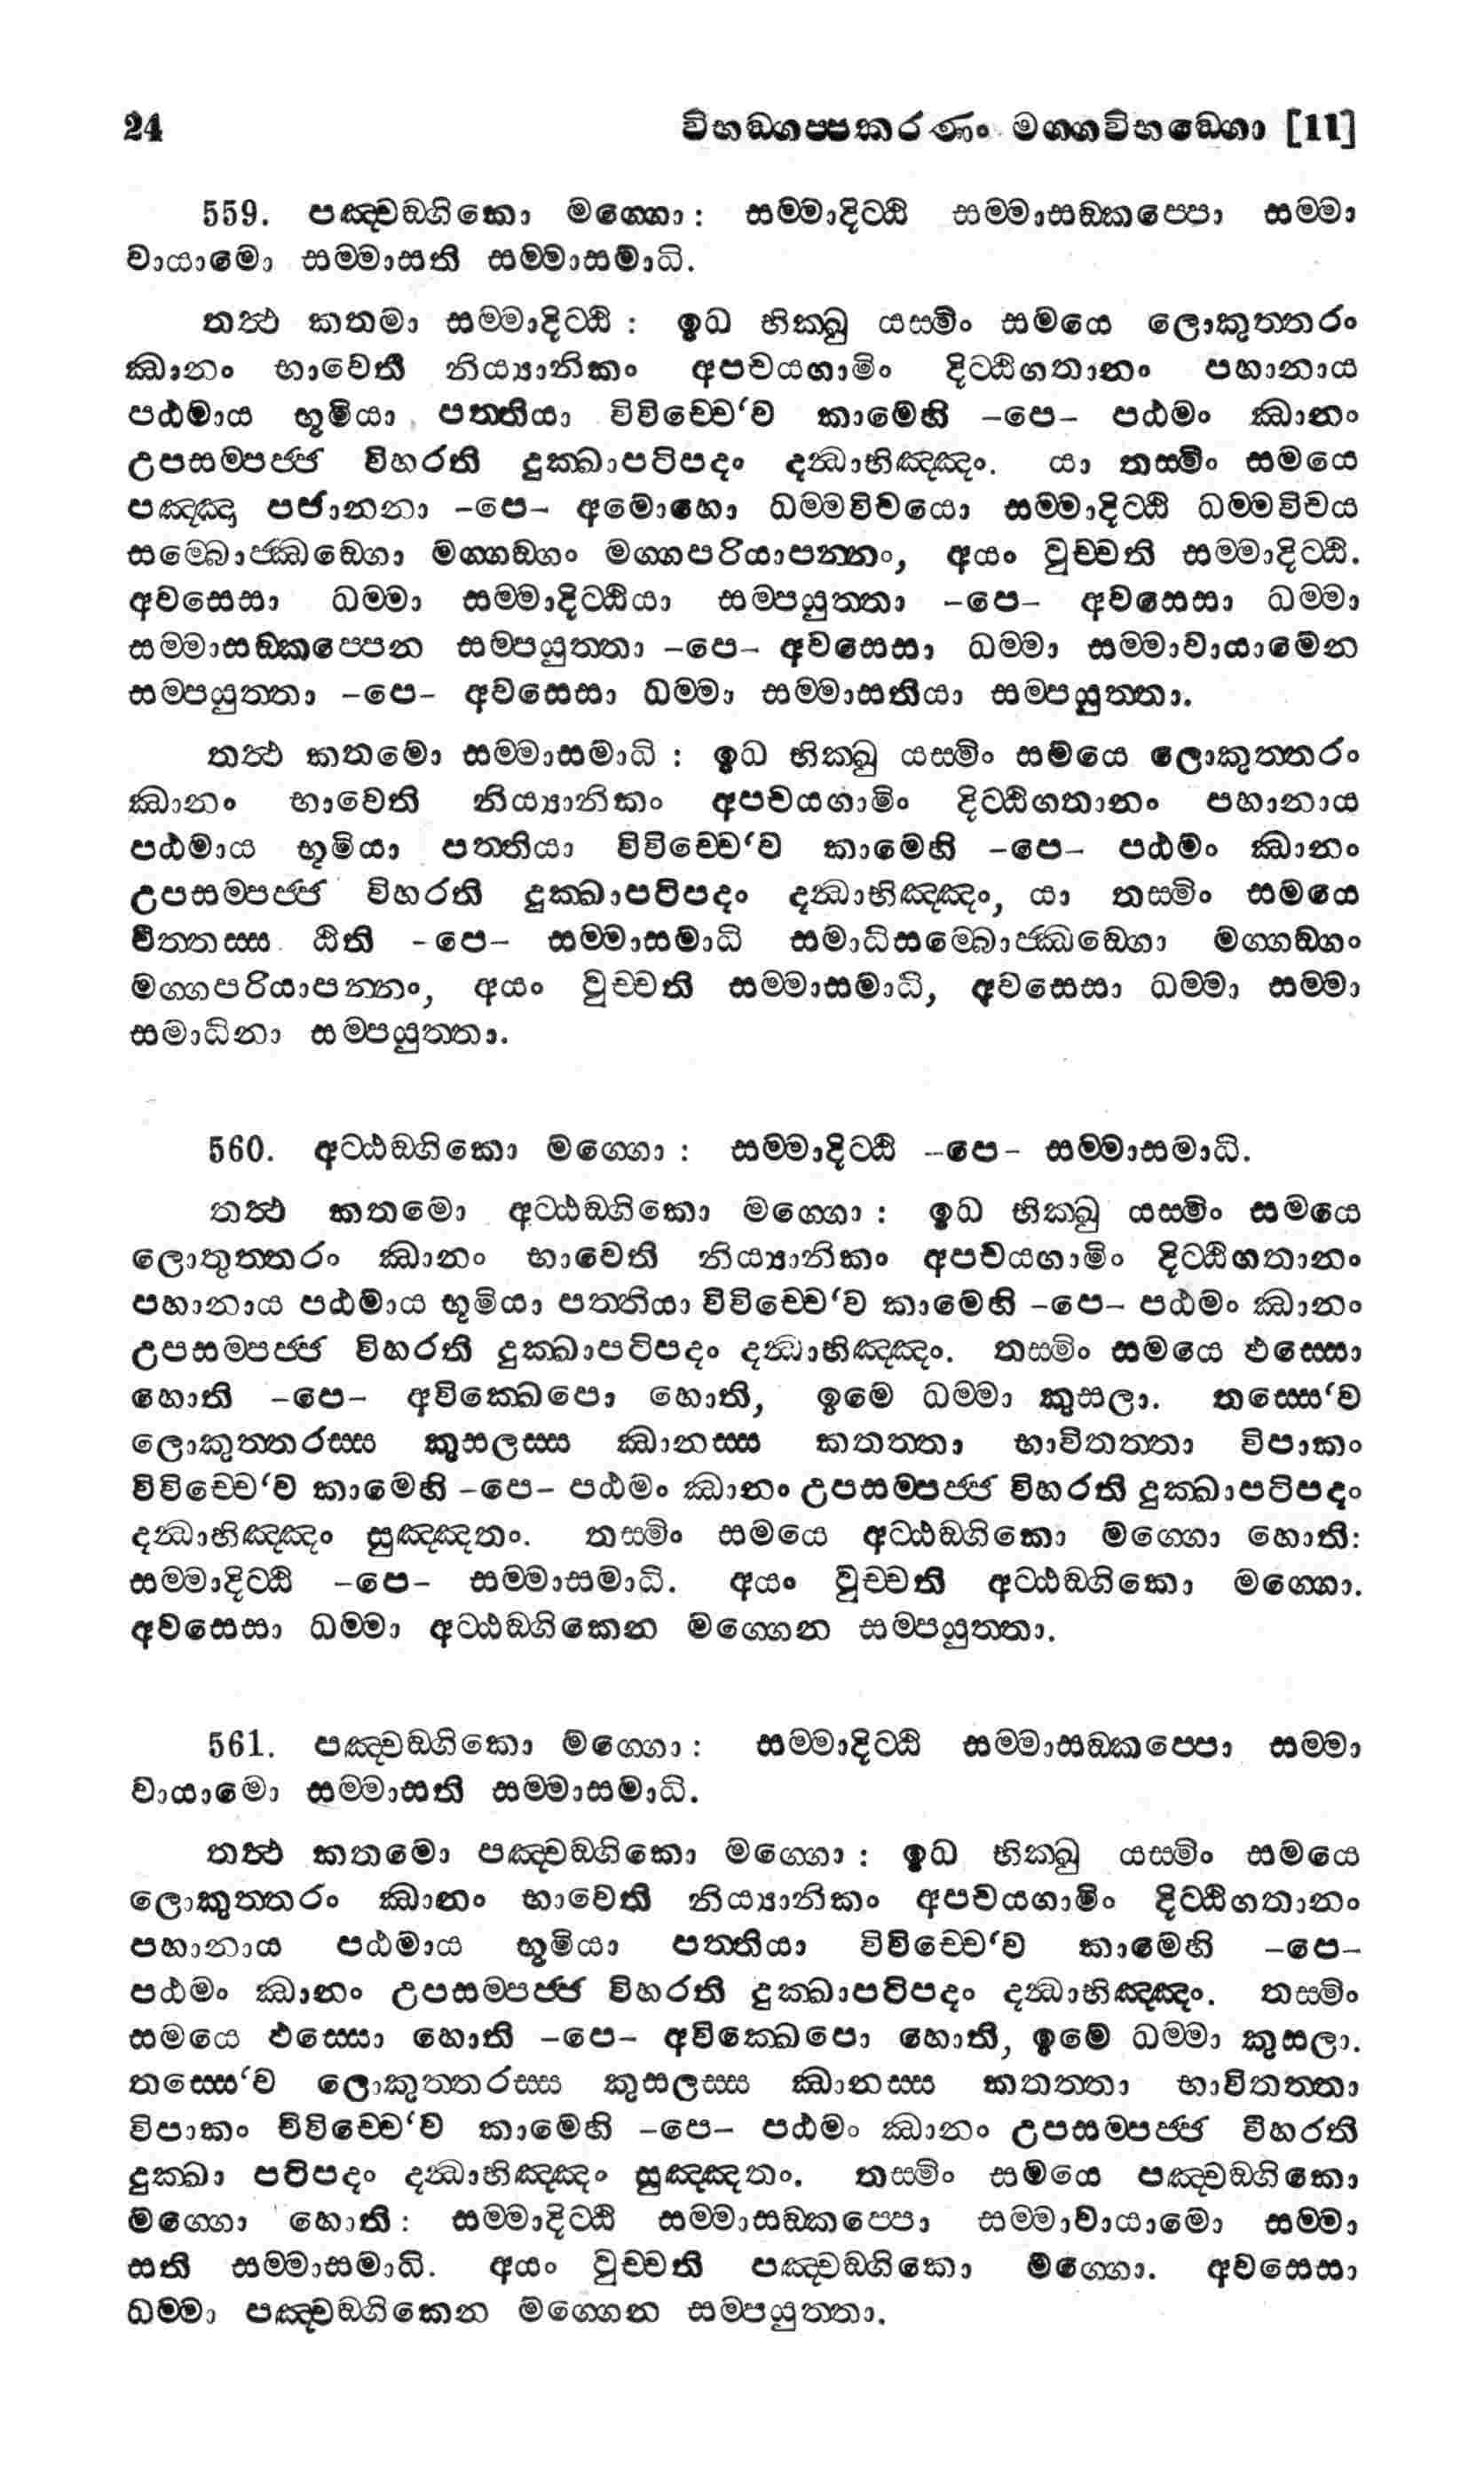 24 විභඞ්ගප්පකරණං මග්ගවිභඞ්ගො [11]
559. පඤ්චඞ්ගිකො මග්ගො : සම්මාදිට්ඨි සම්මාසඞ්කප්පො සම්මා
වායාමො සම්මාසති සම්මාසමාධි.
තත්ථ කතමා සම්මාදිට්ඨි : ඉධ භික්ඛු යස්මිං සමයෙ ලොකුත්තරං
ඣානං භාවෙති නිය්‍යානිකං අපචයගාමිං දිට්ඨිගතානං පහානාය
පඨමාය භූමියා පත්තියා විවිච්චේ‘ව කාමෙහි -පෙ- පඨමං ඣානං
උපසම්පජ්ජ විහරති දුක්ඛාපටිපදං දන්ධාභිඤ්ඤං. යා තස්මිං සමයෙ
පඤ්ඤා පජානනා -පෙ- අමොහො ධම්මවිචයො සම්මාදිට්ඨි ධම්මවිචය
සම්බොජ්ඣඞ්ගො මග්ගඞ්ගං මග්ගපරියාපන්නං, අයං වුච්චති සම්මාදිට්ඨි.
අවසෙසා ධම්මා සම්මාදිට්ඨියා සම්පයුත්තා -පෙ- අවසෙසා ධම්මා
සම්මාසඞ්කප්පෙන සම්පයුත්තා -පෙ- අවසෙසා ධම්මා සම්මාවායාමෙන
සම්පයුත්තා -පෙ- අවසෙසා ධම්මා සම්මාසතියා සම්පයුත්තා.
තත්ථ කතමො සම්මාසමාධි : ඉධ භික්ඛු යස්මිං සමයෙ ලොකුත්තරං
ඣානං භාවෙති නිය්‍යානිකං අපචයගාමිං දිට්ඨිගතානං පහානාය
පඨමාය භූමියා පත්තියා විවිච්චේ‘ව කාමෙහි -පෙ- පඨමං ඣානං
උපසම්පජ්ජ විහරති දුක්ඛාපටිපදං දන්ධාභිඤ්ඤං, යා තස්මිං සමයෙ
චිත්තස්ස ඨිති -පෙ- සම්මාසමාධි සමාධිසම්බොජ්ඣඞ්ගො මග්ගඞ්ගං
මග්ගපරියාපන්නං, අයං වුච්චති සම්මාසමාධි, අවසෙසා ධම්මා සම්මා
සමාධිනා සම්පයුත්තා.
560. අට්ඨඞ්ගිකො මග්ගො : සම්මාදිට්ඨි -පෙ- සම්මාසමාධි.
තත්ථ කතමො අට්ඨඞ්ගිකො මග්ගො : ඉධ භික්ඛු යස්මිං සමයෙ
ලොතුත්තරං ඣානං භාවෙති නිය්‍යානිකං අපචයගාමිං දිට්ඨිගතානං
පහානාය පඨමාය භූමියා පත්තියා විවිච්චේ‘ව කාමෙහි -පෙ- පඨමං ඣානං
උපසම්පජ්ජ විහරති දුක්ඛාපටිපදං දන්ධාභිඤ්ඤං. තස්මිං සමයෙ ඵස්සො
හොති -පෙ- අවික්ඛෙපො හොති, ඉමෙ ධම්මා කුසලා. තස්සෙ‘ව
ලොකුත්තරස්ස කුසලස්ස ඣානස්ස කතත්තා භාවිතත්තා විපාකං
විවිච්චේ‘ව කාමෙහි -පෙ- පඨමං ඣානං උපසම්පජ්ජ විහරති දුක්ඛාපටිපදං
දන්ධාභිඤ්ඤං සුඤ්ඤතං. තස්මිං සමයෙ අට්ඨඞ්ගිකො මග්ගො හොති:
සම්මාදිට්ඨි -පෙ- සම්මාසමාධි. අයං වුච්චති අට්ඨඞ්ගිකො මග්ගො.
අවසෙසා ධම්මා අට්ඨඞ්ගිකෙන මග්ගෙන සම්පයුත්තා.
561. පඤ්චඞ්ගිකො මග්ගො : සම්මාදිට්ඨි සම්මාසඞ්කප්පො සම්මා
වායාමො සම්මාසති සම්මාසමාධි.
තත්ථ කතමො පඤ්චඞ්ගිකො මග්ගො : ඉධ භික්ඛු යස්මිං සමයෙ
ලොකුත්තරං ඣානං භාවෙති නිය්‍යානිකං අපචයගාමිං දිට්ඨිගතානං
පහානාය පඨමාය භූමියා පත්තියා විවිච්චේ‘ව කාමෙහි -පෙ-
පඨමං ඣානං උපසම්පජ්ජ විහරති දුක්ඛාපටිපදං දන්ධාභිඤ්ඤං. තස්මිං
සමයෙ ඵස්සො හොති -පෙ- අවික්ඛෙපො හොති, ඉමෙ ධම්මා කුසලා.
තස්සෙ‘ව ලොකුත්තරස්ස කුසලස්ස ඣානස්ස කතත්තා භාවිතත්තා
විපාකං විවිච්චේ‘ව කාමෙහි -පෙ- පඨමං ඣානං උපසම්පජ්ජ විහරති
දුක්ඛා පටිපදං දන්ධාභිඤ්ඤං සුඤ්ඤතං. තස්මිං සමයෙ පඤ්චඞ්ගිකො
මග්ගො හොති: සම්මාදිට්ඨි සම්මාසඞ්කප්පො සම්මාවායාමො සම්මා
සති සම්මාසමාධි. අයං වුච්චති පඤ්චඞ්ගිකො මග්ගො. අවසෙසා
ධම්මා පඤ්චඞ්ගිකෙන මග්ගෙන සම්පයුත්තා.